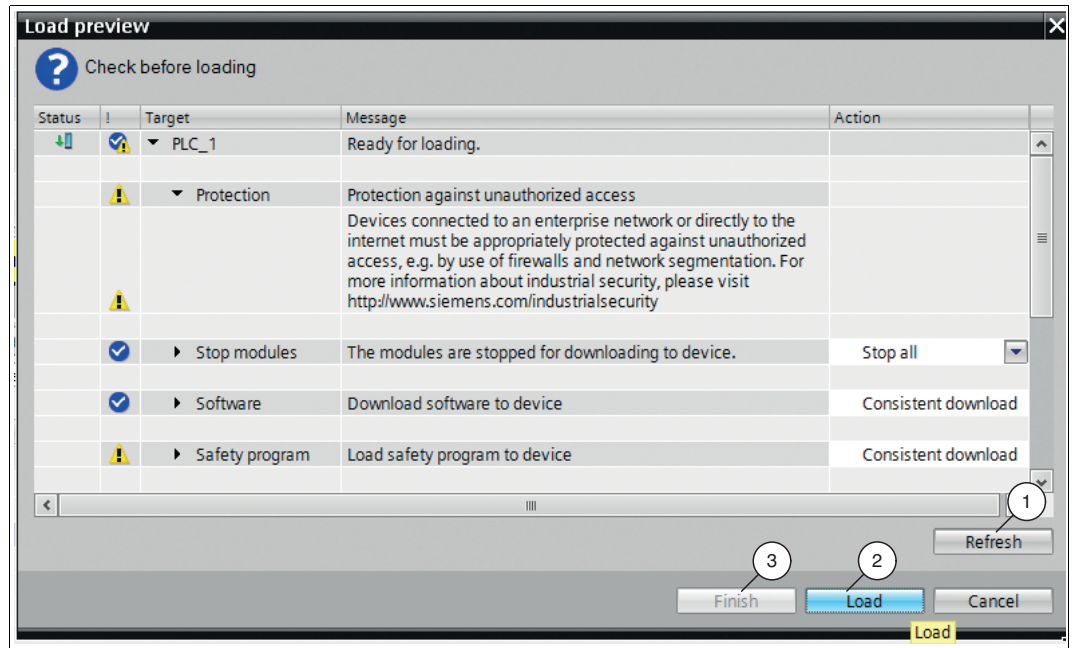 Load preview
Check before loading
Status ! Target Message Action
PLC_1 Ready for loading.
Protection Protection against unauthorized access
Devices connected to an enterprise network or directly to the
internet must be appropriately protected against unauthorized
access, e.g. by use of firewalls and network segmentation. For
more information about industrial security, please visit
http://www.siemens.com/industrialsecurity
Stop modules The modules are stopped for downloading to device. Stop all
Software Download software to device Consistent download
Safety program Load safety program to device Consistent download
1
Refresh
3 2
Finish Load Cancel
Load